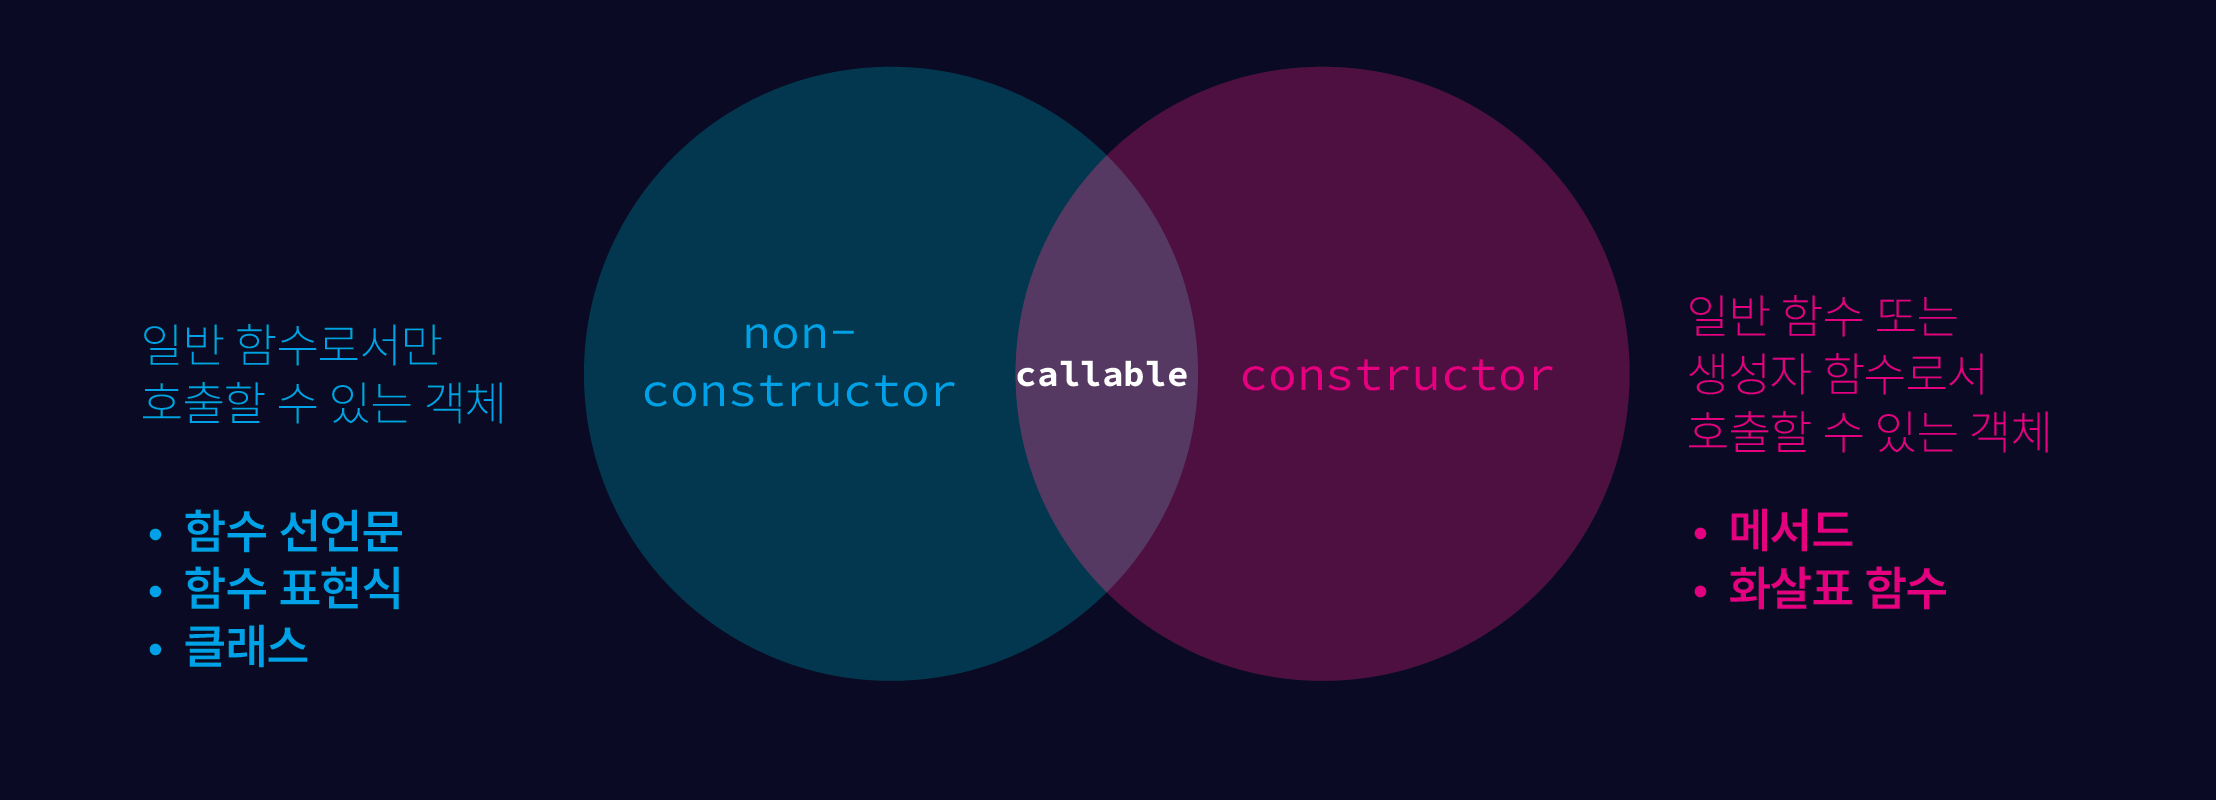 일반 함수로서만
호출할 수 있는 객체
• 함수 선언문
• 함수 표현식
• 클래스
non-
constructor
callable
constructor
일반 함수 또는
생성자 함수로서
호출할 수 있는 객체
• 메서드
• 화살표 함수